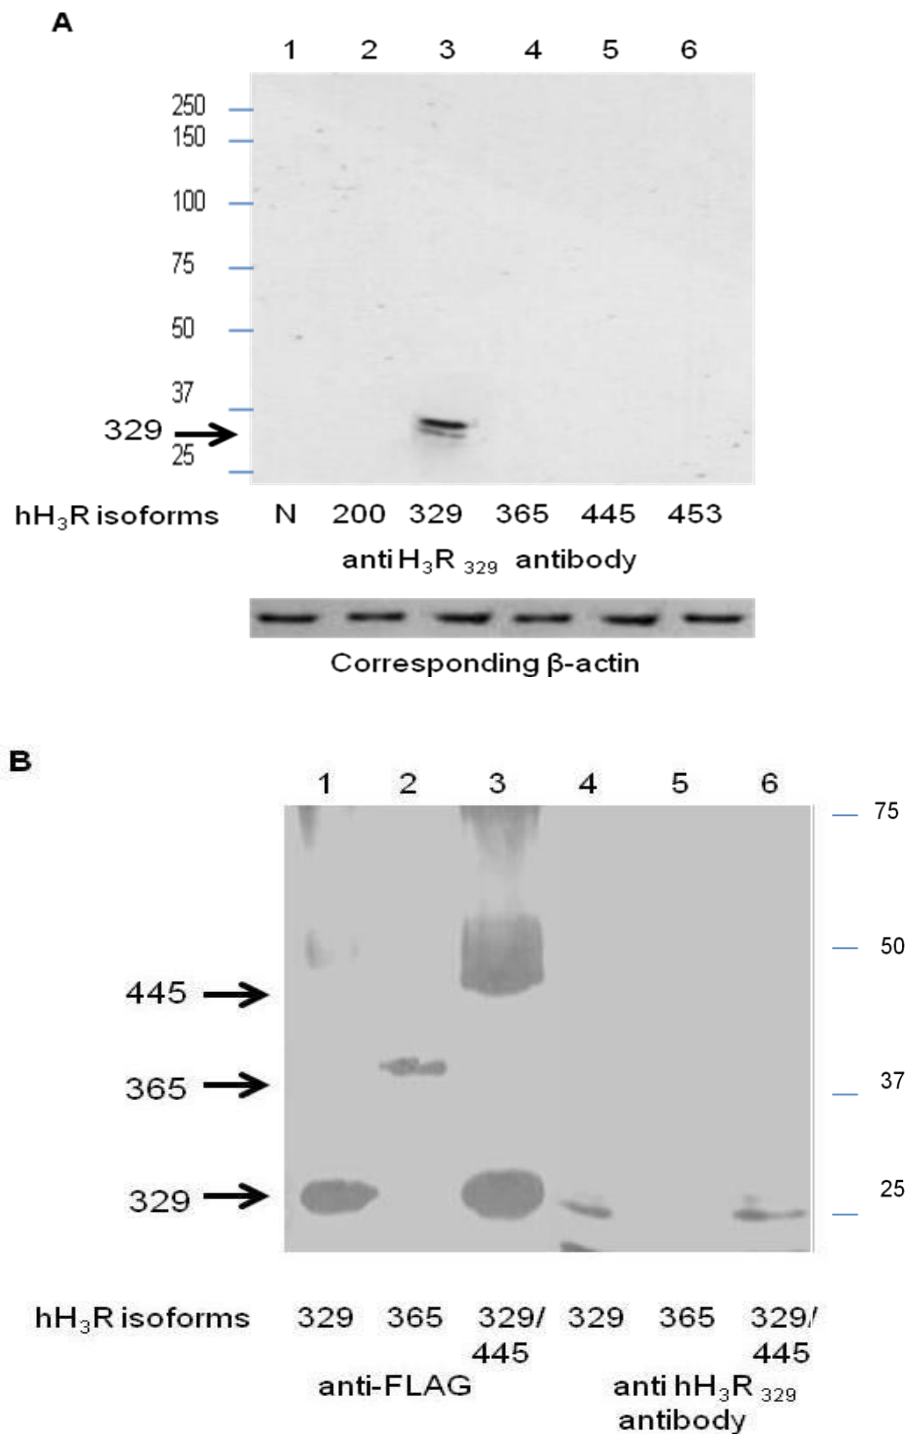 A
1 2 3 4 5 6
250
150
100
75
50
37
329
25
hH₃R isoforms N 200 329 365 445 453
anti H₃R ₃₂₉ antibody
Corresponding β-actin
B
1 2 3 4 5 6
75
50
445
37
365
25
329
hH₃R isoforms 329 365 329/ 329 365 329/
445 445
anti-FLAG anti hH₃R ₃₂₉
antibody